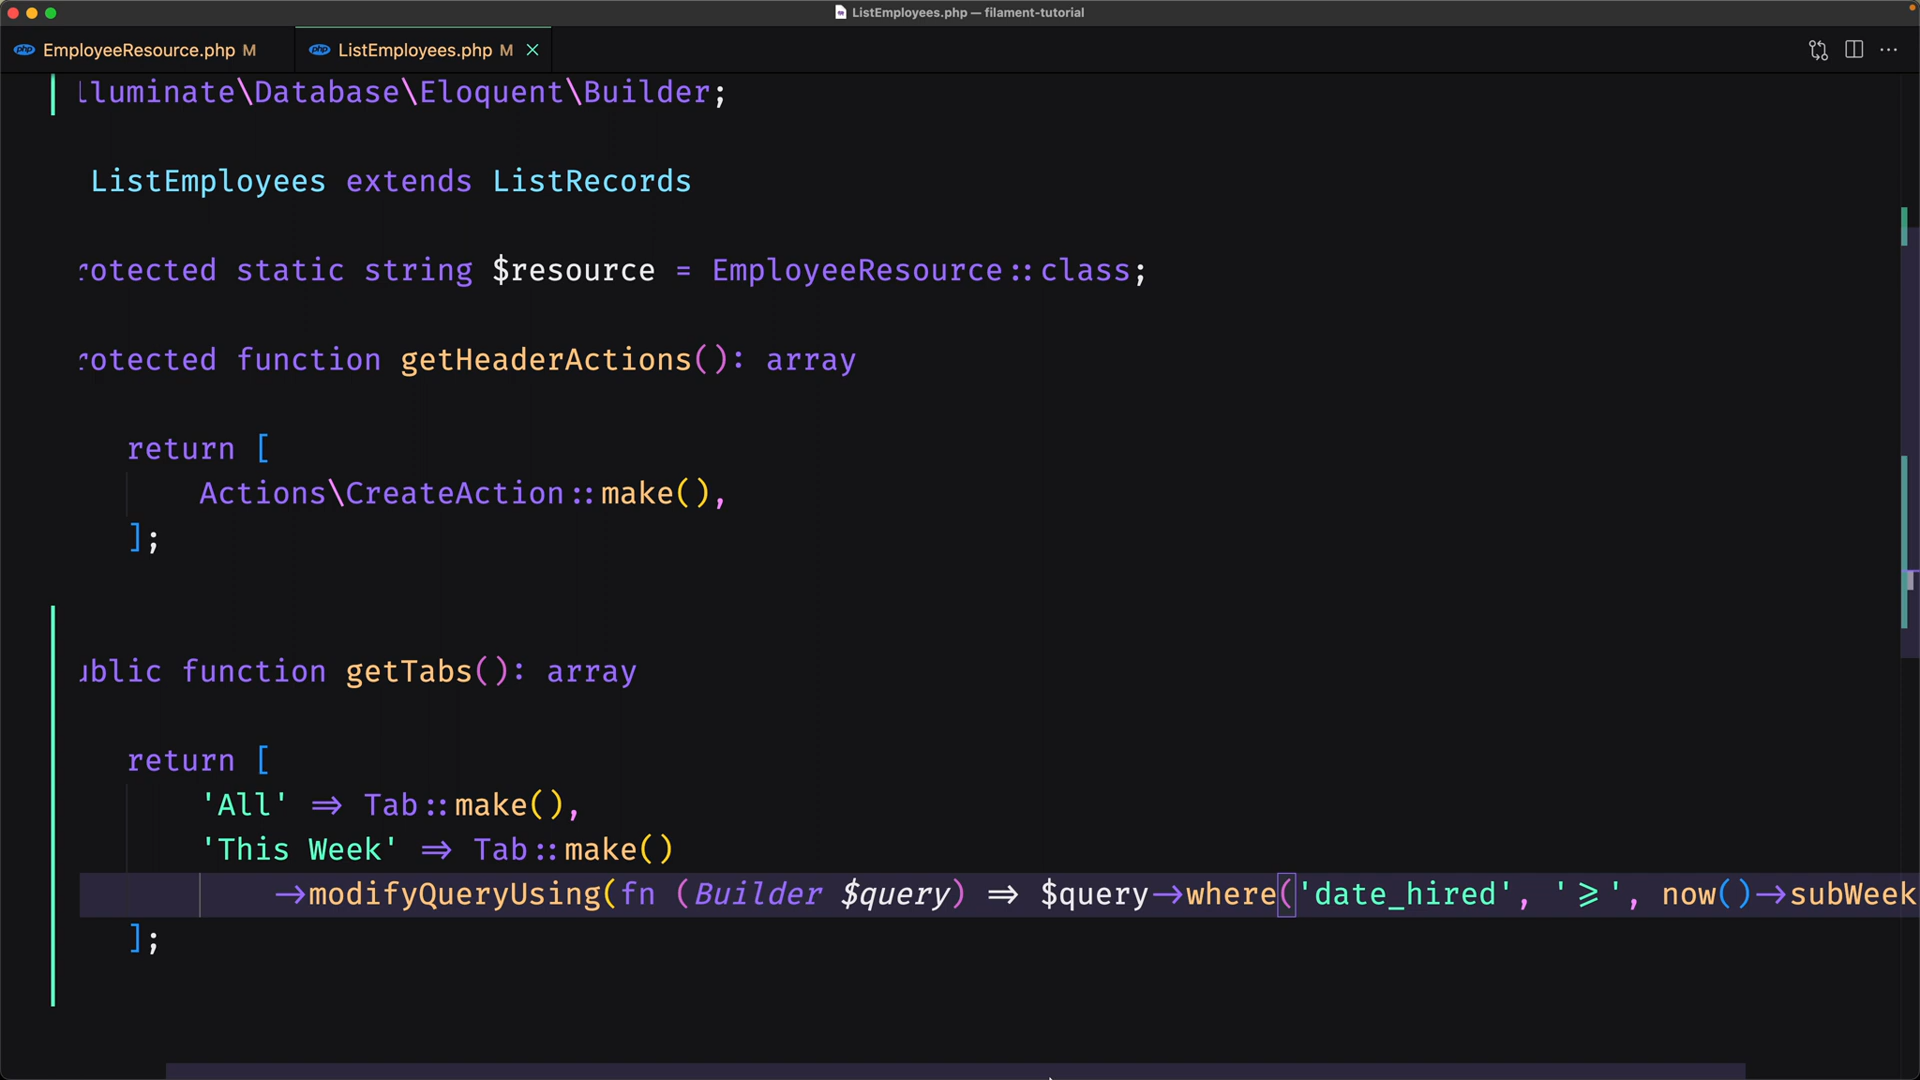 ListEmployees.php — filament-tutorial
EmployeeResource.php M
ListEmployees.php M
lluminate\Database\Eloquent\Builder;
ListEmployees extends ListRecords
rotected static string $resource = EmployeeResource::class;
rotected function getHeaderActions(): array
return [
Actions\CreateAction::make(),
];
ublic function getTabs(): array
return [
'All' => Tab::make(),
'This Week' => Tab::make()
->modifyQueryUsing(fn (Builder $query) => $query->where('date_hired', '>=', now()->subWeek
];